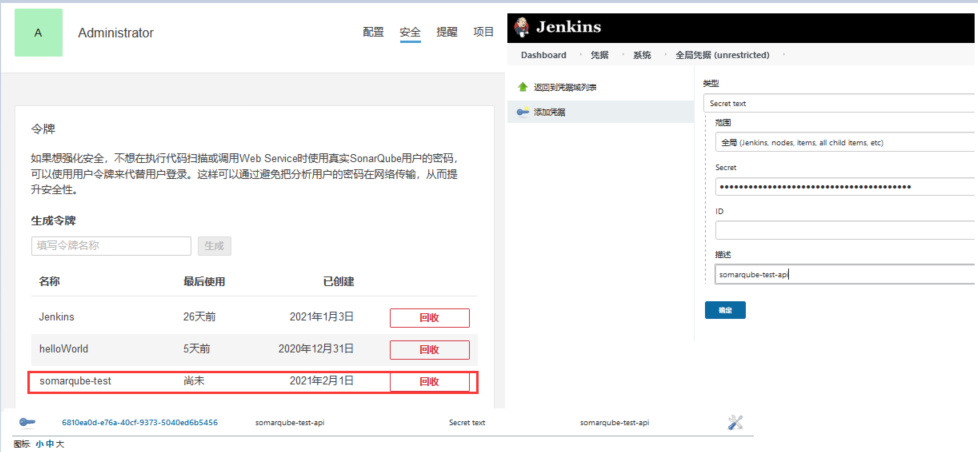 A
Administrator
配置 安全 提醒 项目
令牌
如果想强化安全，不想在执行代码扫描或调用Web Service时使用真实SonarQube用户的密码，
可以使用用户令牌来代替用户登录。这样可以通过避免把分析用户的密码在网络传输，从而提
升安全性。
生成令牌
填写令牌名称 生成
名称 最后使用 已创建
Jenkins 26天前 2021年1月3日 回收
helloWorld 5天前 2020年12月31日 回收
somarqube-test 尚未 2021年2月1日 回收
Jenkins
Dashboard 凭据 系统 全局凭据 (unrestricted)
返回到凭据域列表
添加凭据
类型
Secret text
范围
全局 (Jenkins, nodes, items, all child items, etc)
Secret
••••••••••••••••••••••••••••••••••••••••
ID
描述
somarqube-test-api
确定
6810ea0d-e76a-40cf-9373-5040ed6b5456 somarqube-test-api Secret text somarqube-test-api
图标: 小 中 大